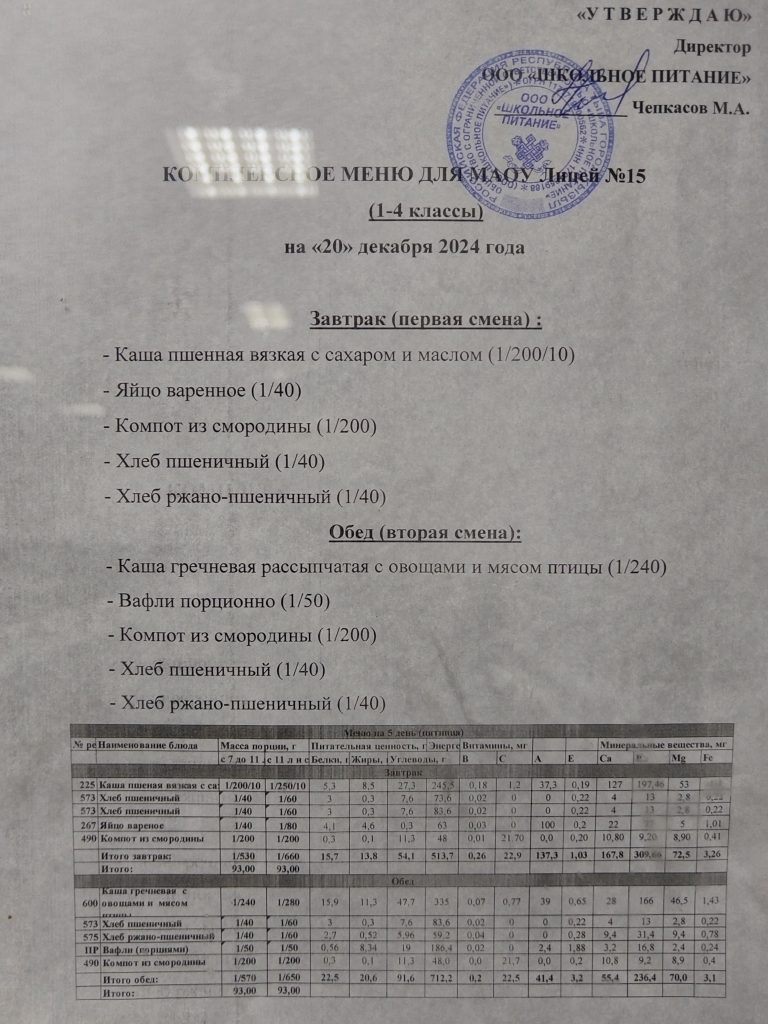 «У Т В Е Р Ж Д А Ю»
Директор
ООО «ШКОЛЬНОЕ ПИТАНИЕ»
Чепкасов М.А.
ООО
«ШКОЛЬНОЕ
ПИТАНИЕ»
МЕНЮ ДЛЯ МАОУ Лицей №15
(1-4 классы)
на «20» декабря 2024 года
Завтрак (первая смена) :
- Каша пшенная вязкая с сахаром и маслом (1/200/10)
- Яйцо варенное (1/40)
- Компот из смородины (1/200)
- Хлеб пшеничный (1/40)
- Хлеб ржано-пшеничный (1/40)
Обед (вторая смена):
- Каша гречневая рассыпчатая с овощами и мясом птицы (1/240)
- Вафли порционно (1/50)
- Компот из смородины (1/200)
- Хлеб пшеничный (1/40)
- Хлеб ржано-пшеничный (1/40)
Меню на 5 день (пятница)
№ ре Наименование блюда Масса порции, г Питательная ценность, г Энерге Витамины, мг Минеральные вещества, мг
с 7 до 11 с 11 л и с Белки, г Жиры, г Углеводы, г В С А Е Са Р Mg Fe
Завтрак
225 Каша пшеная вязкая с са 1/200/10 1/250/10 5,3 8,5 27,3 245,5 0,18 1,2 37,3 0,19 127 197,46 53
573 Хлеб пшеничный 1/40 1/60 3 0,3 7,6 73,6 0,02 0 0 0,22 4 13 2,8 0,22
573 Хлеб пшеничный 1/40 1/60 3 0,3 7,6 83,6 0,02 0 0 0,22 4 13 2,8 0,22
267 Яйцо вареное 1/40 1/80 4,1 4,6 0,3 63 0,03 0 100 0,2 22 5 1,01
490 Компот из смородины 1/200 1/200 0,3 0,1 11,3 48 0,01 21,70 0,0 0,20 10,80 9,20 8,90 0,41
Итого завтрак: 1/530 1/660 15,7 13,8 54,1 513,7 0,26 22,9 137,3 1,03 167,8 309,66 72,5 3,26
Итого: 93,00 93,00
Обед
600 Каша гречневая с овощами и мясом птицы 1/240 1/280 15,9 11,3 47,7 335 0,07 0,77 39 0,65 28 166 46,5 1,43
573 Хлеб пшеничный 1/40 1/60 3 0,3 7,6 83,6 0,02 0 0 0,22 4 13 2,8 0,22
575 Хлеб ржано-пшеничный 1/40 1/60 2,7 0,52 5,96 59,2 0,04 0 0 0,28 9,4 31,4 9,4 0,78
ПР Вафли (порциями) 1/50 1/50 0,56 8,34 19 186,4 0,02 0 2,4 1,88 3,2 16,8 2,4 0,24
490 Компот из смородины 1/200 1/200 0,3 0,1 11,3 48,0 0,0 21,7 0,0 0,2 10,8 9,2 8,9 0,4
Итого обед: 1/570 1/650 22,5 20,6 91,6 712,2 0,2 22,5 41,4 3,2 55,4 236,4 70,0 3,1
Итого: 93,00 93,00